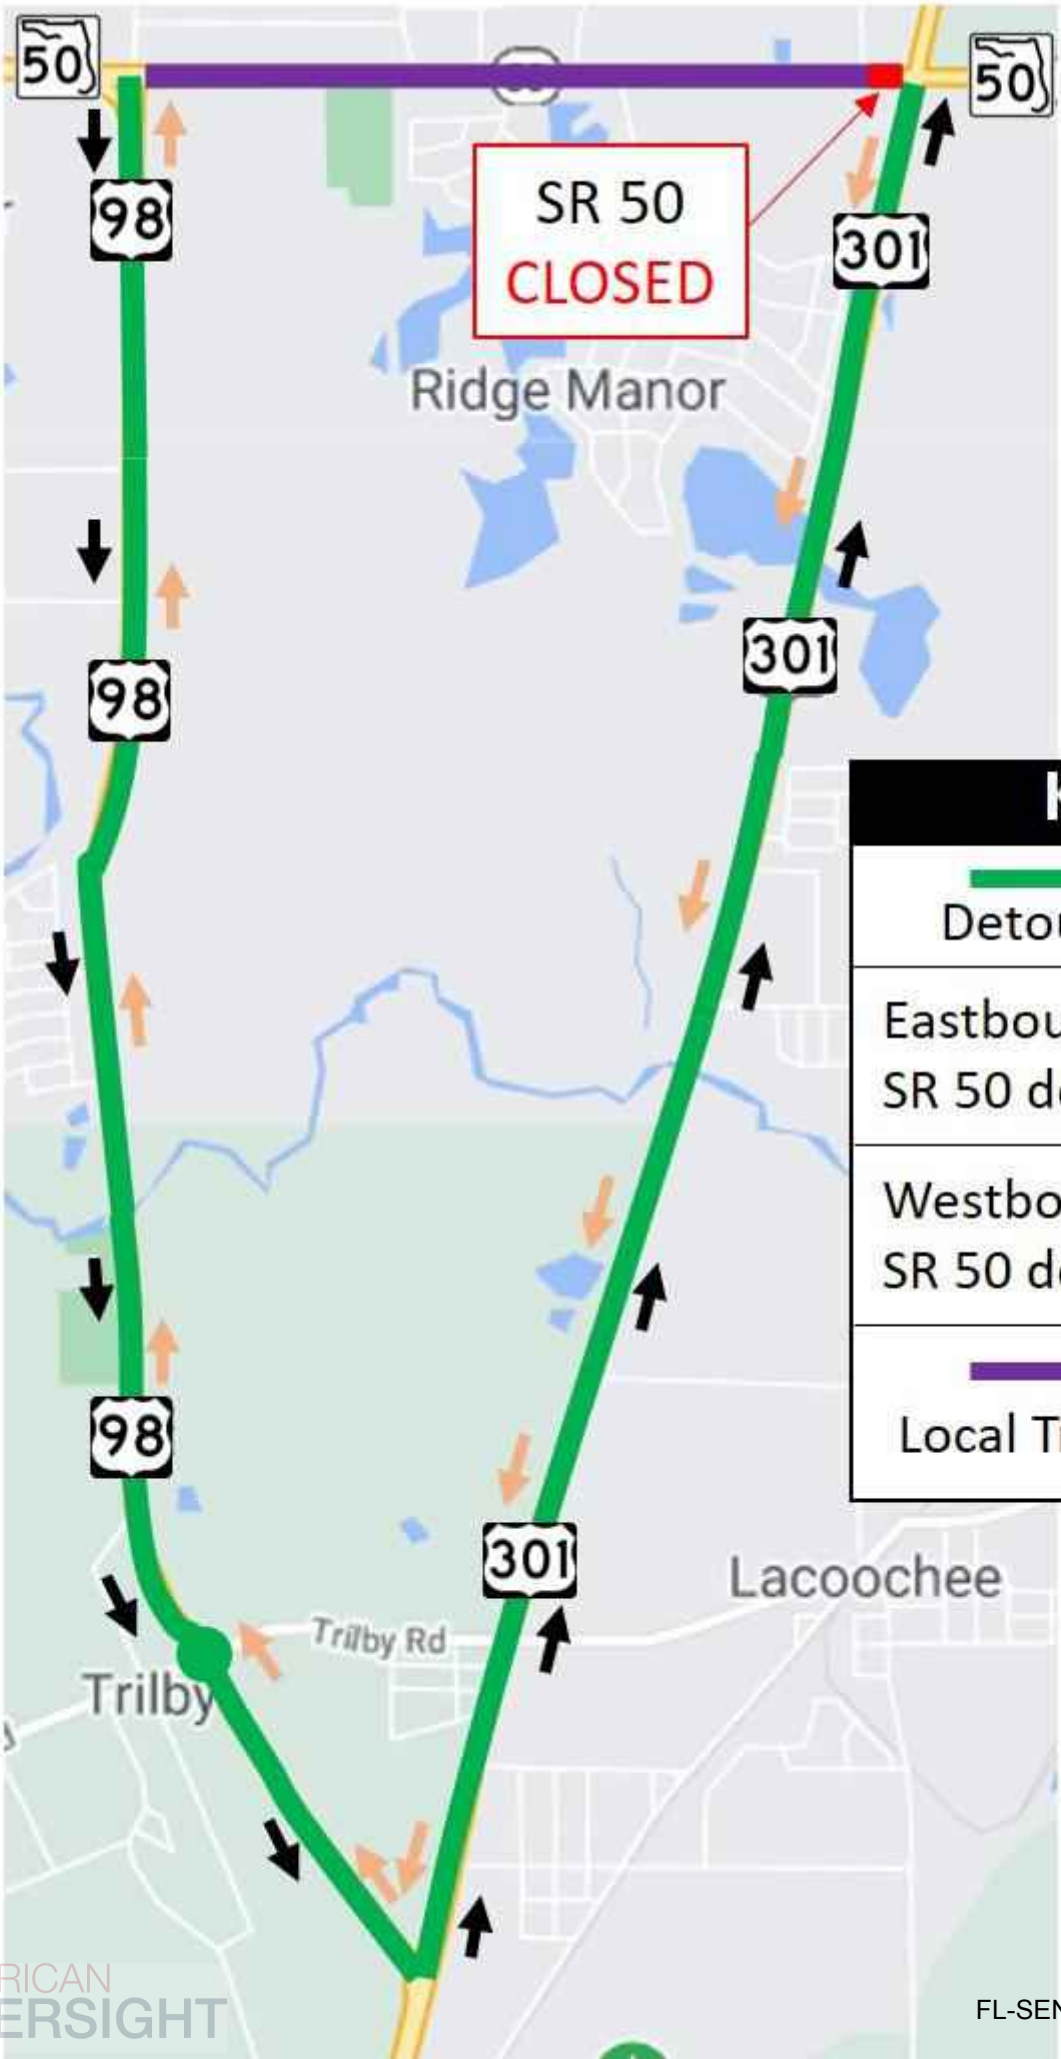 50
50
98
SR 50
CLOSED
301
Ridge Manor
301
98
Detou
Eastbou
SR 50 d
Westbo
SR 50 d
Local T
98
301
Lacoochee
Trilby Rd
Trilby
RICAN
ERSIGHT
FL-SEN